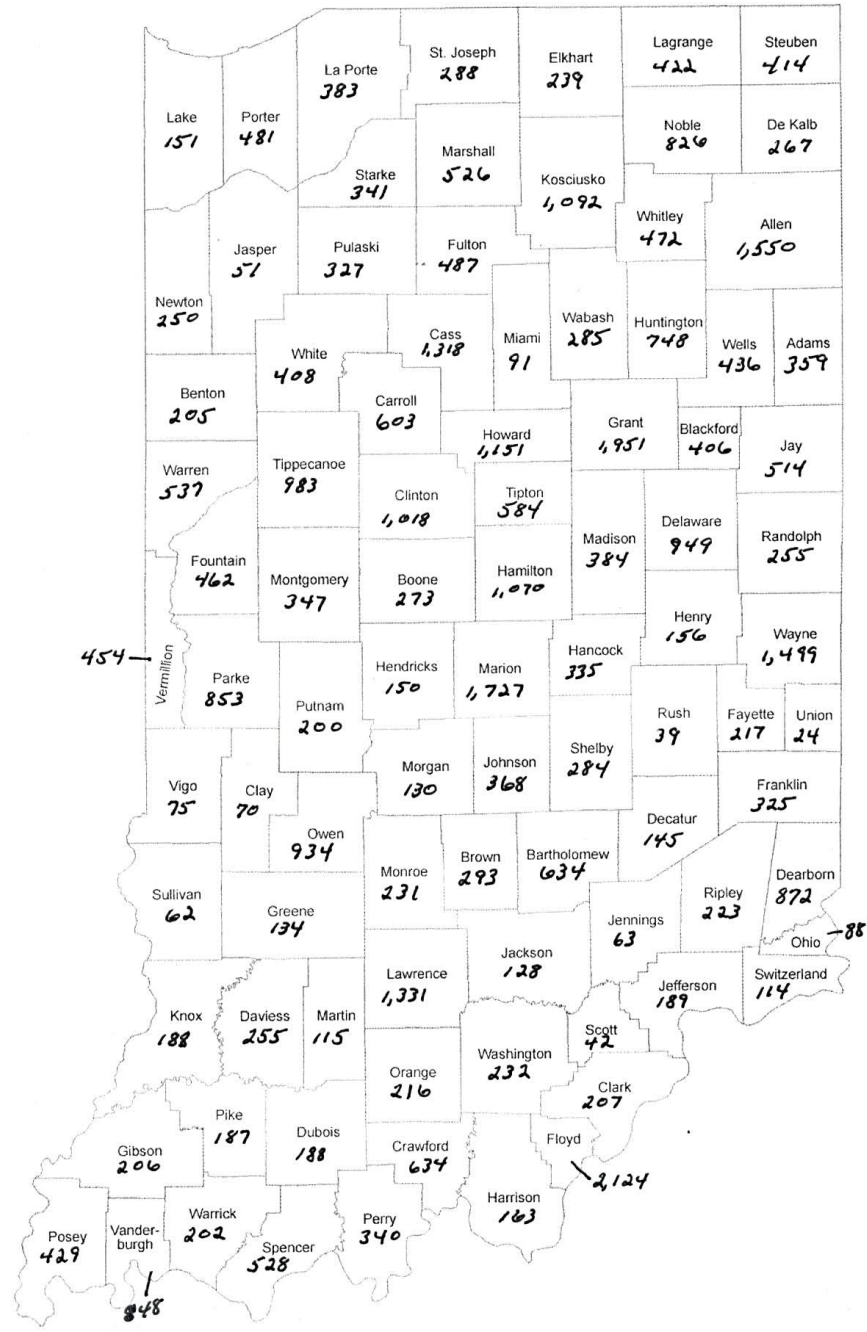 St. Joseph
288
Elkhart
239
Lagrange
422
Steuben
414
La Porte
383
Lake
151
Porter
481
Noble
826
De Kalb
267
Marshall
526
Starke
341
Kosciusko
1,092
Whitley
472
Allen
1,550
Jasper
51
Pulaski
327
Fulton
487
Newton
250
White
408
Cass
1,318
Miami
91
Wabash
285
Huntington
748
Wells
436
Adams
359
Benton
205
Carroll
603
Howard
1,151
Grant
1,951
Blackford
406
Jay
514
Warren
537
Tippecanoe
983
Clinton
1,018
Tipton
584
Madison
384
Delaware
949
Randolph
255
Fountain
462
Montgomery
347
Boone
273
Hamilton
1,070
Henry
156
Wayne
1,499
454
Vermillion
Parke
853
Putnam
200
Hendricks
150
Marion
1,727
Hancock
335
Rush
39
Fayette
217
Union
24
Vigo
75
Clay
70
Morgan
130
Johnson
368
Shelby
284
Franklin
325
Owen
934
Decatur
145
Sullivan
62
Greene
134
Monroe
231
Brown
293
Bartholomew
634
Jennings
63
Ripley
223
Dearborn
872
88
Ohio
Lawrence
1,331
Jackson
128
Jefferson
189
Switzerland
114
Knox
188
Daviess
255
Martin
115
Orange
216
Washington
232
Scott
42
Clark
207
Gibson
206
Pike
187
Dubois
188
Crawford
634
Floyd
2,124
Harrison
163
Posey
429
Vander-
burgh
Warrick
202
Spencer
528
Perry
340